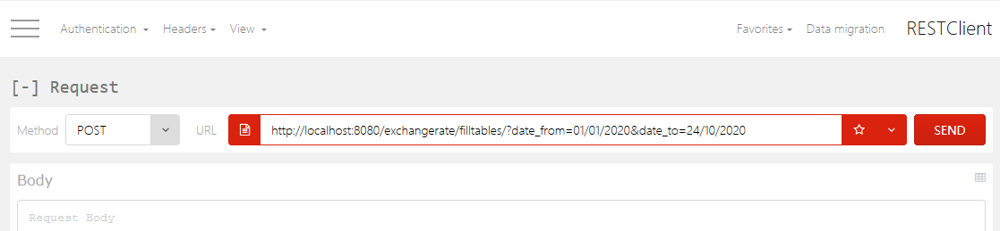 Authentication Headers View Favorites Data migration RESTClient
[-] Request
Method POST URL http://localhost:8080/exchangerate/filltables/?date_from=01/01/2020&date_to=24/10/2020 SEND
Body
Request Body